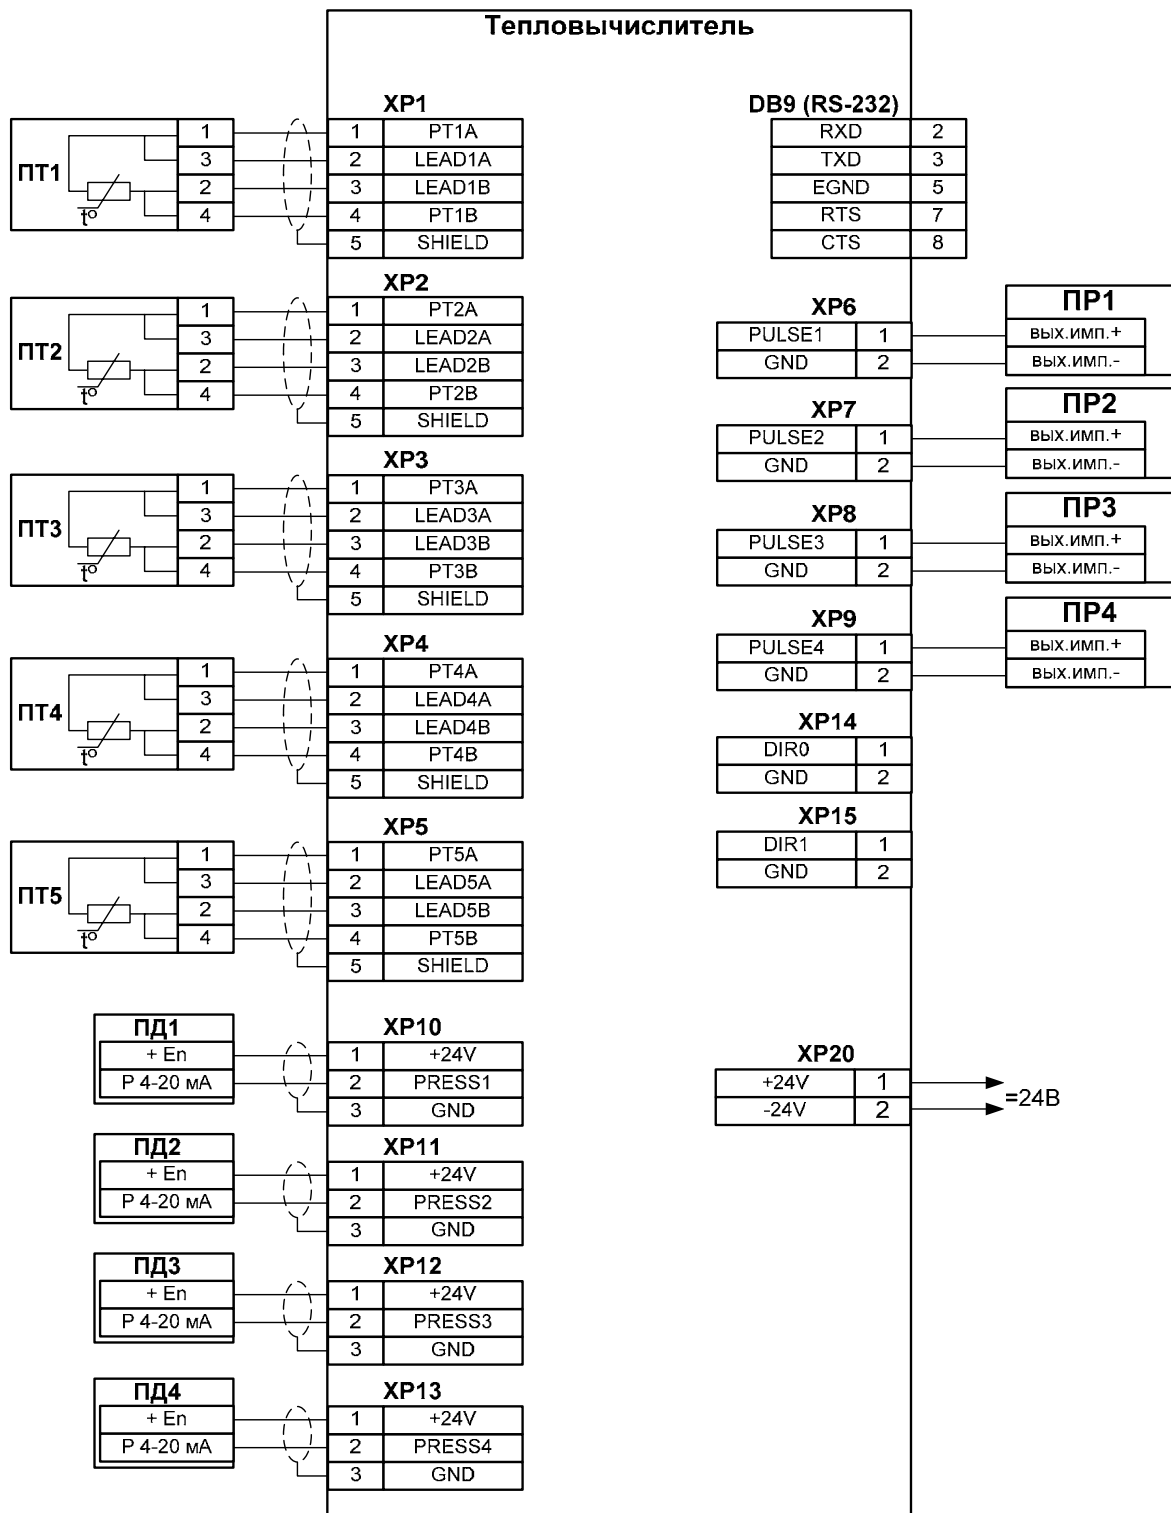 Тепловычислитель
XP1
ПТ1
1 1 PT1A
3 2 LEAD1A
2 3 LEAD1B
4 4 PT1B
5 SHIELD
t°
XP2
ПТ2
1 1 PT2A
3 2 LEAD2A
2 3 LEAD2B
4 4 PT2B
5 SHIELD
t°
XP3
ПТ3
1 1 PT3A
3 2 LEAD3A
2 3 LEAD3B
4 4 PT3B
5 SHIELD
t°
XP4
ПТ4
1 1 PT4A
3 2 LEAD4A
2 3 LEAD4B
4 4 PT4B
5 SHIELD
t°
XP5
ПТ5
1 1 PT5A
3 2 LEAD5A
2 3 LEAD5B
4 4 PT5B
5 SHIELD
t°
ПД1 XP10
+ En 1 +24V
P 4-20 мА 2 PRESS1
3 GND
ПД2 XP11
+ En 1 +24V
P 4-20 мА 2 PRESS2
3 GND
ПД3 XP12
+ En 1 +24V
P 4-20 мА 2 PRESS3
3 GND
ПД4 XP13
+ En 1 +24V
P 4-20 мА 2 PRESS4
3 GND
DB9 (RS-232)
RXD 2
TXD 3
EGND 5
RTS 7
CTS 8
XP6 ПР1
PULSE1 1 вых.имп.+
GND 2 вых.имп.-
XP7 ПР2
PULSE2 1 вых.имп.+
GND 2 вых.имп.-
XP8 ПР3
PULSE3 1 вых.имп.+
GND 2 вых.имп.-
XP9 ПР4
PULSE4 1 вых.имп.+
GND 2 вых.имп.-
XP14
DIR0 1
GND 2
XP15
DIR1 1
GND 2
XP20
+24V 1
-24V 2
=24В